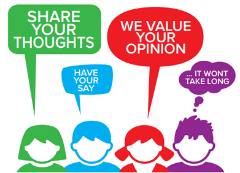 SHARE
YOUR
THOUGHTS
WE VALUE
YOUR
OPINION
HAVE
YOUR
SAY
... IT WONT
TAKE LONG